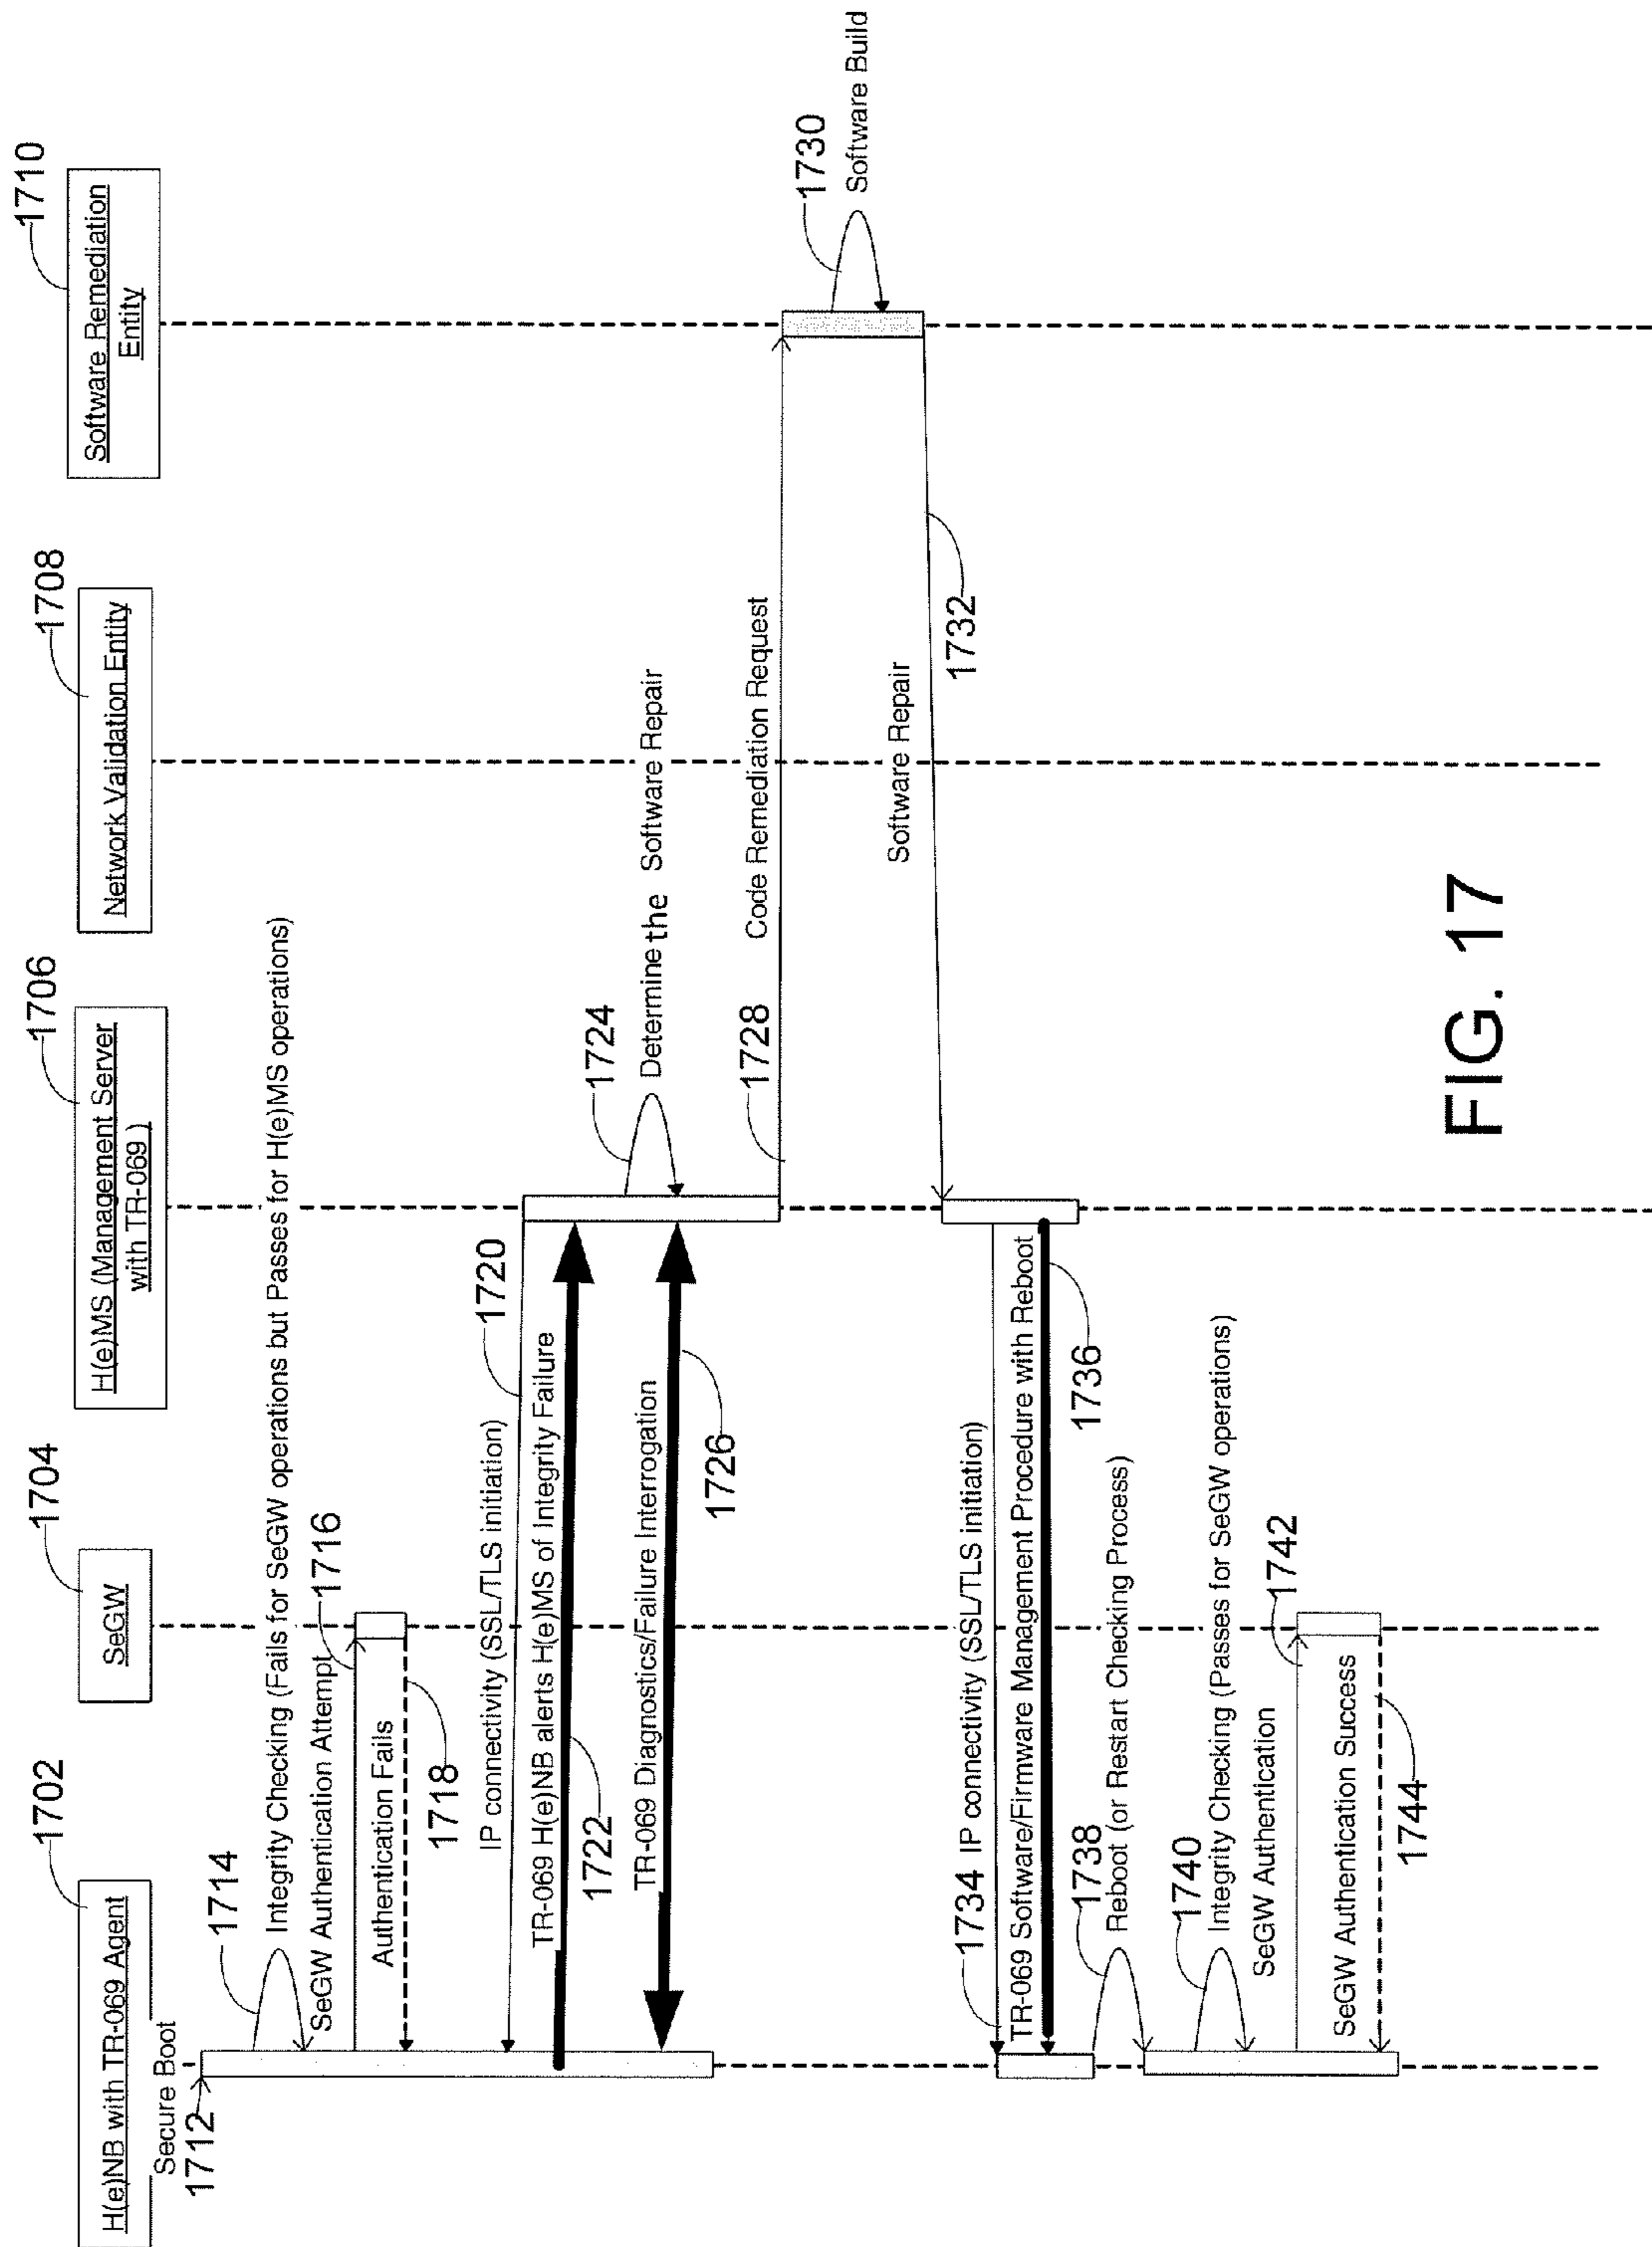 1702
1704
1706
1708
1710
H(e)NB with TR-069 Agent
SeGW
H(e)MS (Management Server
with TR-069 )
Network Validation Entity
Software Remediation
Entity
Secure Boot
1712
1714
Integrity Checking (Fails for SeGW operations but Passes for H(e)MS operations)
SeGW Authentication Attempt
1716
Authentication Fails
1718
IP connectivity (SSL/TLS initiation)
1720
TR-069 H(e)NB alerts H(e)MS of Integrity Failure
1722
1724
Determine the Software Repair
TR-069 Diagnostics/Failure Interrogation
1726
1728
Code Remediation Request
1730
Software Build
Software Repair
1732
1734
IP connectivity (SSL/TLS initiation)
TR-069 Software/Firmware Management Procedure with Reboot
1736
1738
Reboot (or Restart Checking Process)
1740
Integrity Checking (Passes for SeGW operations)
SeGW Authentication
1742
SeGW Authentication Success
1744
FIG. 17